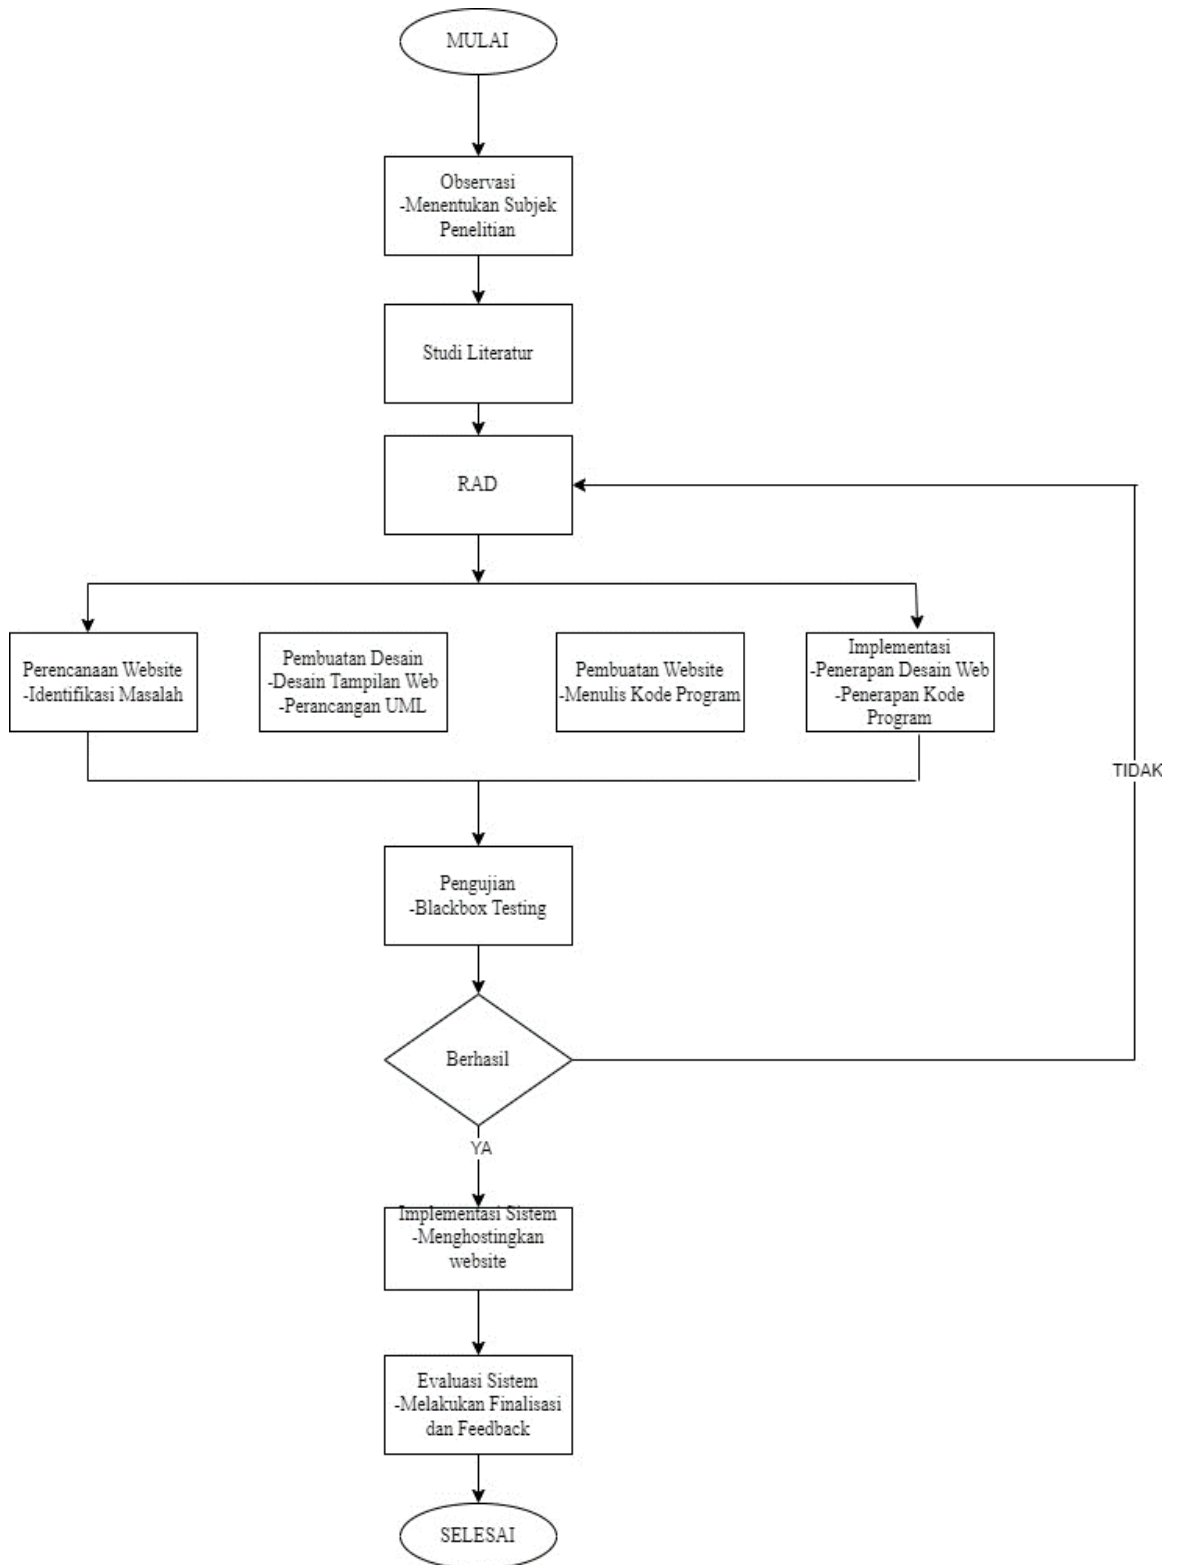 MULAI
Observasi
-Menentukan Subjek
Penelitian
Studi Literatur
RAD
Perencanaan Website
-Identifikasi Masalah
Pembuatan Desain
-Desain Tampilan Web
-Perancangan UML
Pembuatan Website
-Menulis Kode Program
Implementasi
-Penerapan Desain Web
-Penerapan Kode
Program
TIDAK
Pengujian
-Blackbox Testing
Berhasil
YA
Implementasi Sistem
-Menghostingkan
website
Evaluasi Sistem
-Melakukan Finalisasi
dan Feedback
SELESAI